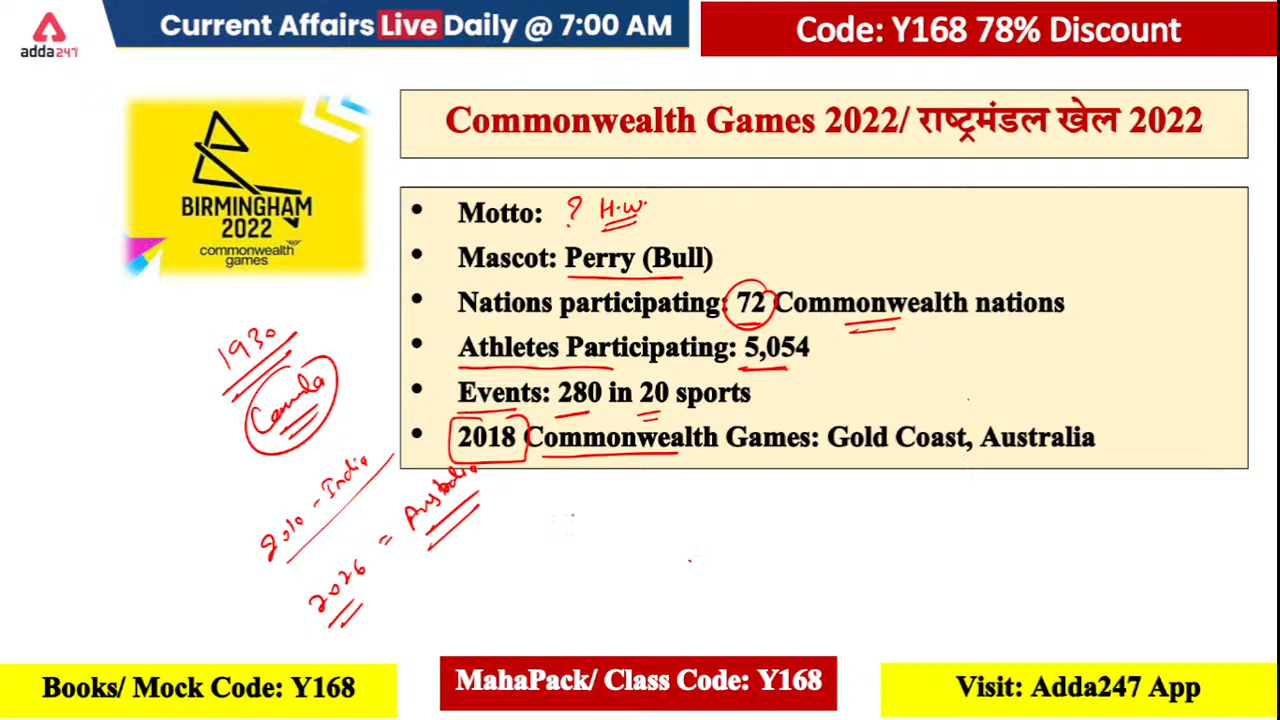 Current Affairs Live Daily @ 7:00 AM
Code: Y168 78% Discount
adda247
Commonwealth Games 2022/ राष्ट्रमंडल खेल 2022
BIRMINGHAM
2022
commonwealth
games
• Motto: ? H.W.
• Mascot: Perry (Bull)
• Nations participating: 72 Commonwealth nations
• Athletes Participating: 5,054
• Events: 280 in 20 sports
• 2018 Commonwealth Games: Gold Coast, Australia
1930
Canada
2010 - India
2026 = Australia
Books/ Mock Code: Y168
MahaPack/ Class Code: Y168
Visit: Adda247 App